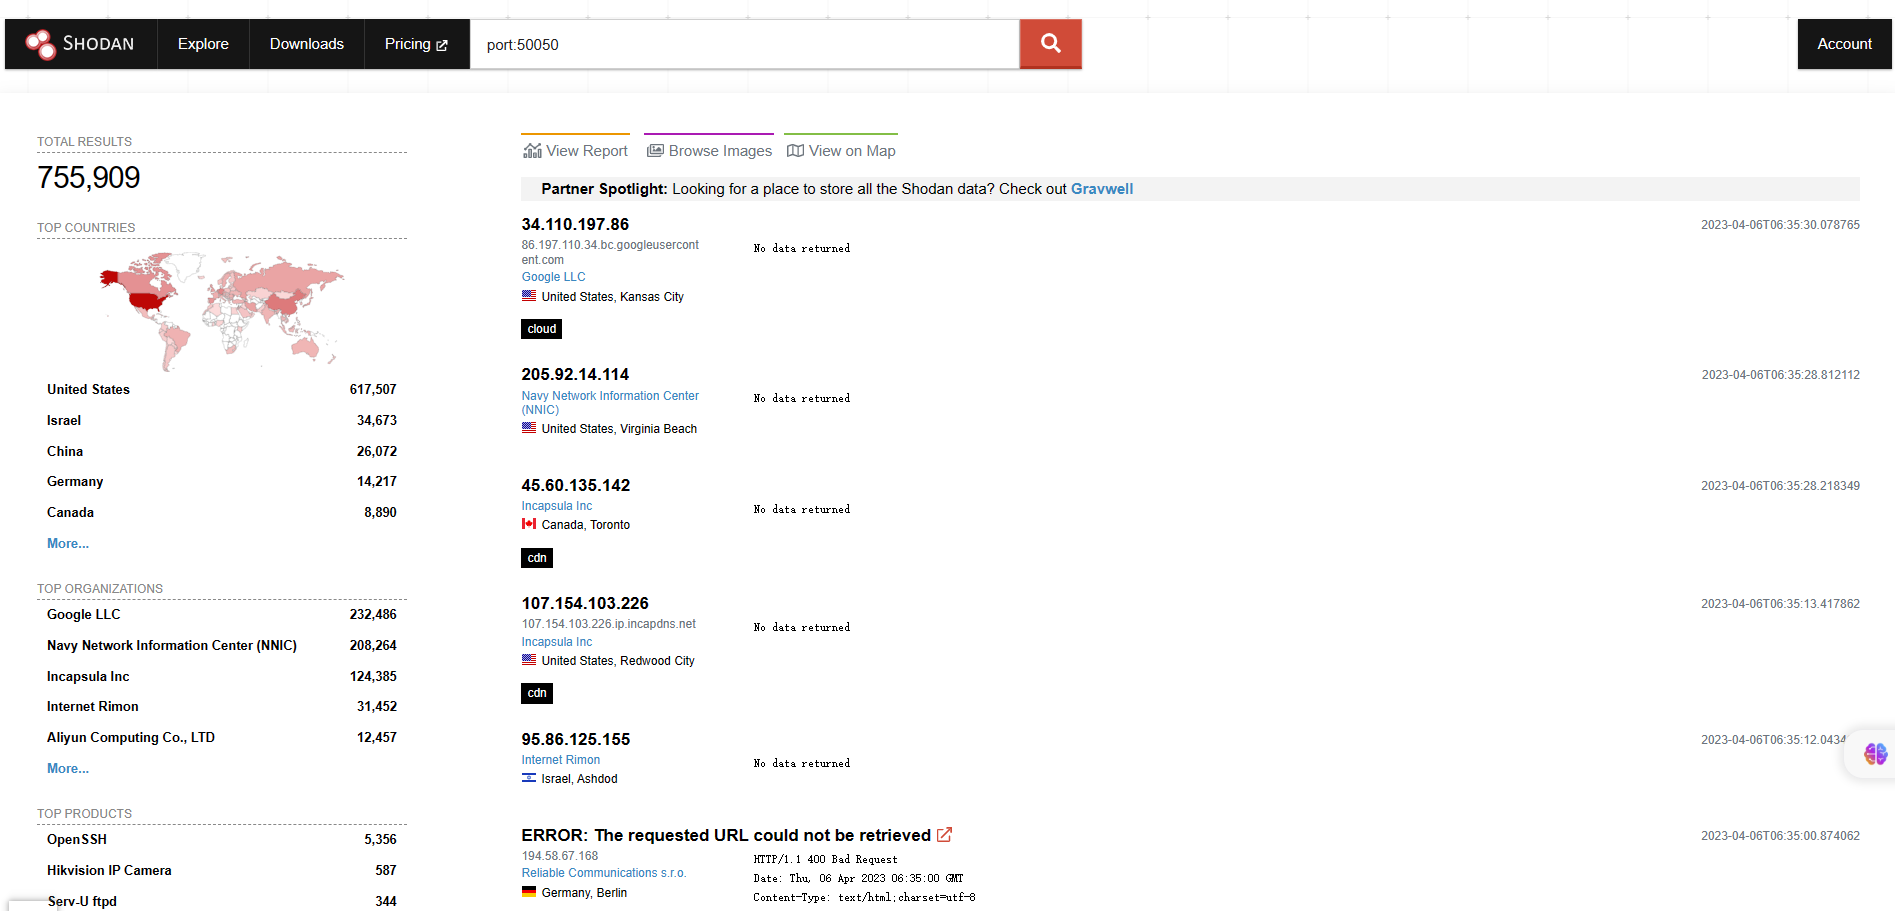 SHODAN Explore Downloads Pricing port:50050 Account
TOTAL RESULTS
755,909
TOP COUNTRIES
United States 617,507
Israel 34,673
China 26,072
Germany 14,217
Canada 8,890
More...
TOP ORGANIZATIONS
Google LLC 232,486
Navy Network Information Center (NNIC) 208,264
Incapsula Inc 124,385
Internet Rimon 31,452
Aliyun Computing Co., LTD 12,457
More...
TOP PRODUCTS
OpenSSH 5,356
Hikvision IP Camera 587
Serv-U ftpd 344
View Report Browse Images View on Map
Partner Spotlight: Looking for a place to store all the Shodan data? Check out Gravwell
34.110.197.86 2023-04-06T06:35:30.078765
86.197.110.34.bc.googleusercont
ent.com
Google LLC
United States, Kansas City
cloud
No data returned
205.92.14.114 2023-04-06T06:35:28.812112
Navy Network Information Center
(NNIC)
United States, Virginia Beach
No data returned
45.60.135.142 2023-04-06T06:35:28.218349
Incapsula Inc
Canada, Toronto
cdn
No data returned
107.154.103.226 2023-04-06T06:35:13.417862
107.154.103.226.ip.incapdns.net
Incapsula Inc
United States, Redwood City
cdn
No data returned
95.86.125.155 2023-04-06T06:35:12.043
Internet Rimon
Israel, Ashdod
No data returned
ERROR: The requested URL could not be retrieved 2023-04-06T06:35:00.874062
194.58.67.168
Reliable Communications s.r.o.
Germany, Berlin
HTTP/1.1 400 Bad Request
Date: Thu, 06 Apr 2023 06:35:00 GMT
Content-Type: text/html;charset=utf-8